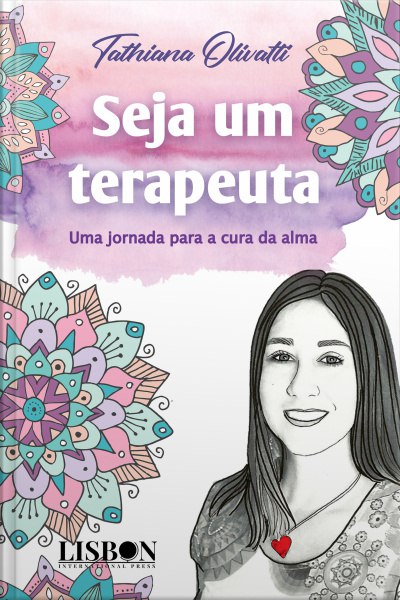 Tathiana Olivatti
Seja um
terapeuta
Uma jornada para a cura da alma
LISBON
INTERNATIONAL PRESS